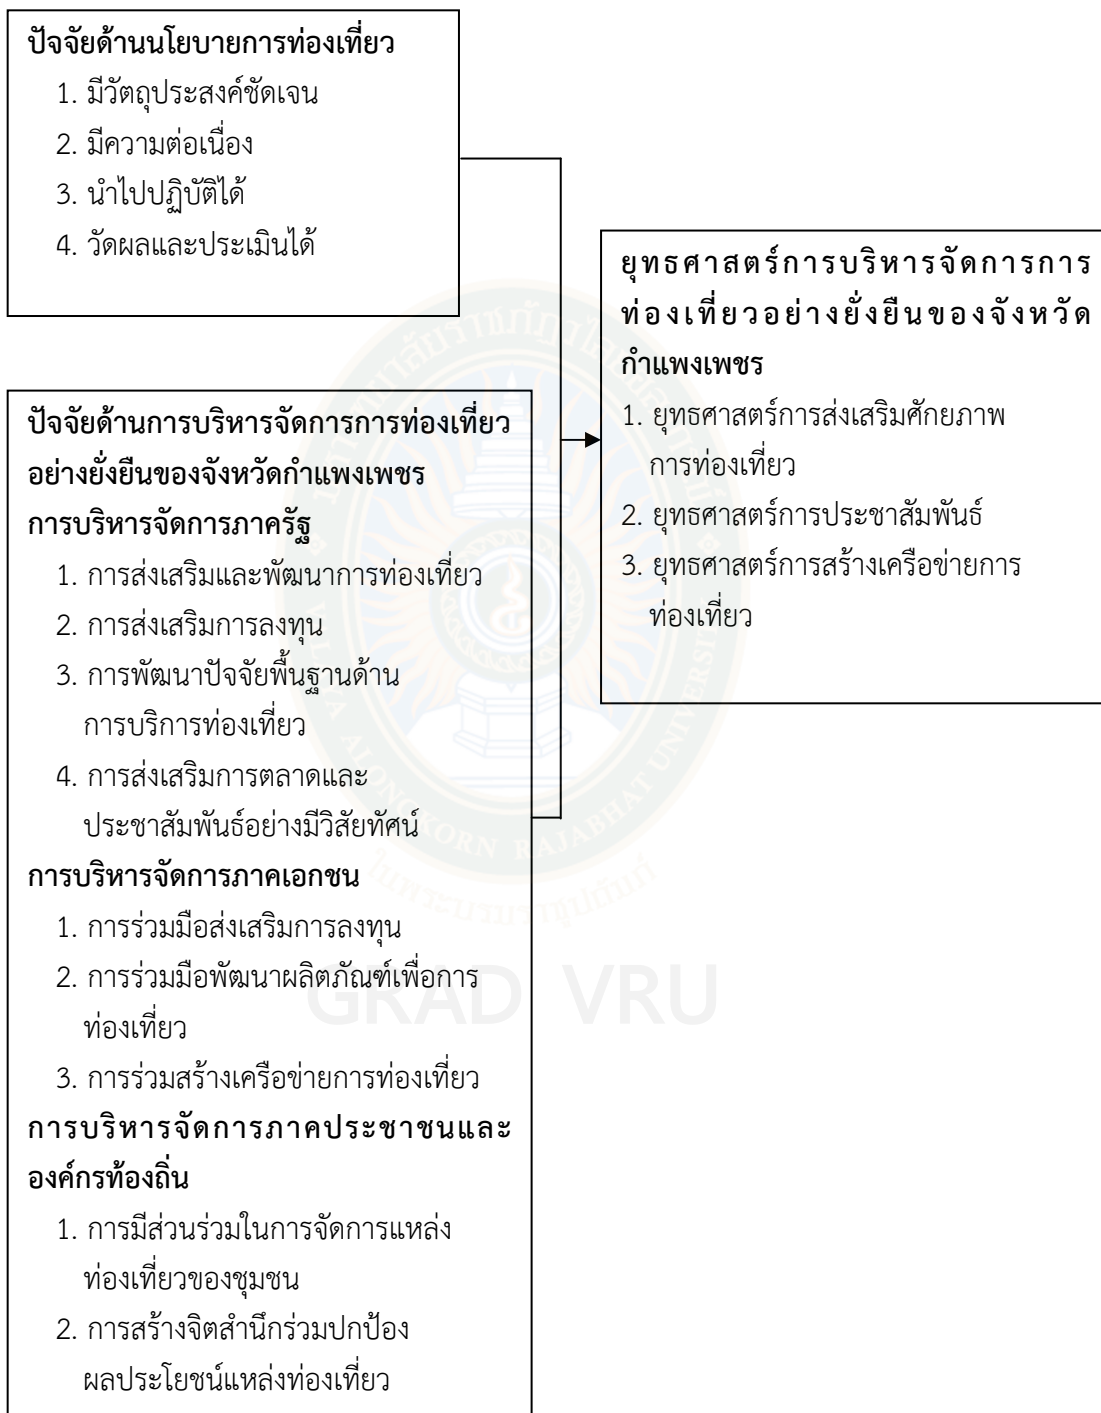 ปัจจัยด้านนโยบายการท่องเที่ยว
1. มีวัตถุประสงค์ชัดเจน
2. มีความต่อเนื่อง
3. นำไปปฏิบัติได้
4. วัดผลและประเมินได้
ปัจจัยด้านการบริหารจัดการการท่องเที่ยว
อย่างยั่งยืนของจังหวัดกำแพงเพชร
การบริหารจัดการภาครัฐ
1. การส่งเสริมและพัฒนาการท่องเที่ยว
2. การส่งเสริมการลงทุน
3. การพัฒนาปัจจัยพื้นฐานด้าน
การบริการท่องเที่ยว
4. การส่งเสริมการตลาดและ
ประชาสัมพันธ์อย่างมีวิสัยทัศน์
การบริหารจัดการภาคเอกชน
1. การร่วมมือส่งเสริมการลงทุน
2. การร่วมมือพัฒนาผลิตภัณฑ์เพื่อการ
ท่องเที่ยว
3. การร่วมสร้างเครือข่ายการท่องเที่ยว
การบริหารจัดการภาคประชาชนและ
องค์กรท้องถิ่น
1. การมีส่วนร่วมในการจัดการแหล่ง
ท่องเที่ยวของชุมชน
2. การสร้างจิตสำนึกร่วมปกป้อง
ผลประโยชน์แหล่งท่องเที่ยว
ยุทธศาสตร์การบริหารจัดการการ
ท่องเที่ยวอย่างยั่งยืนของจังหวัด
กำแพงเพชร
1. ยุทธศาสตร์การส่งเสริมศักยภาพ
การท่องเที่ยว
2. ยุทธศาสตร์การประชาสัมพันธ์
3. ยุทธศาสตร์การสร้างเครือข่ายการ
ท่องเที่ยว
ALONGKORN RAJABHAT UNIVERSI
ในพระบรมราชูปถัมภ์
GRAD VRU